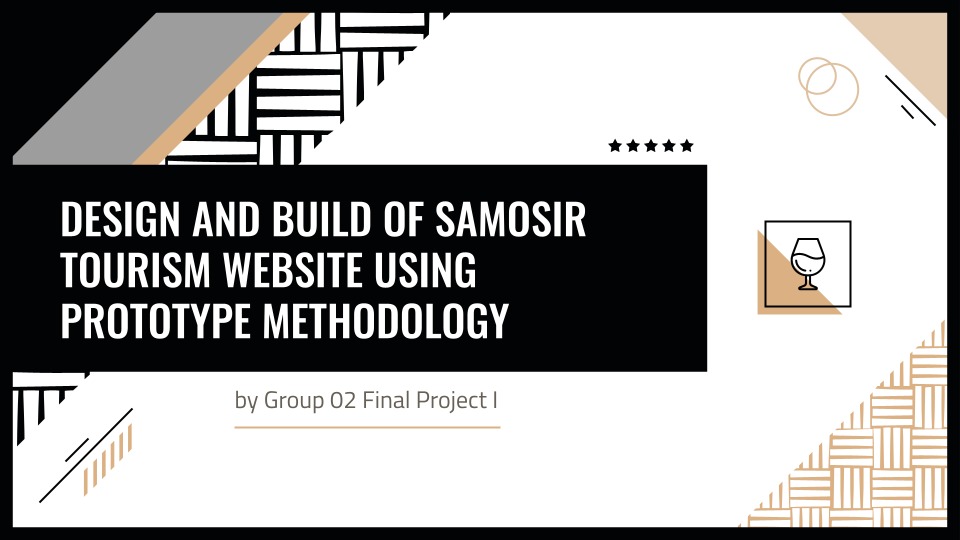 DESIGN AND BUILD OF SAMOSIR
TOURISM WEBSITE USING
PROTOTYPE METHODOLOGY
by Group 02 Final Project I